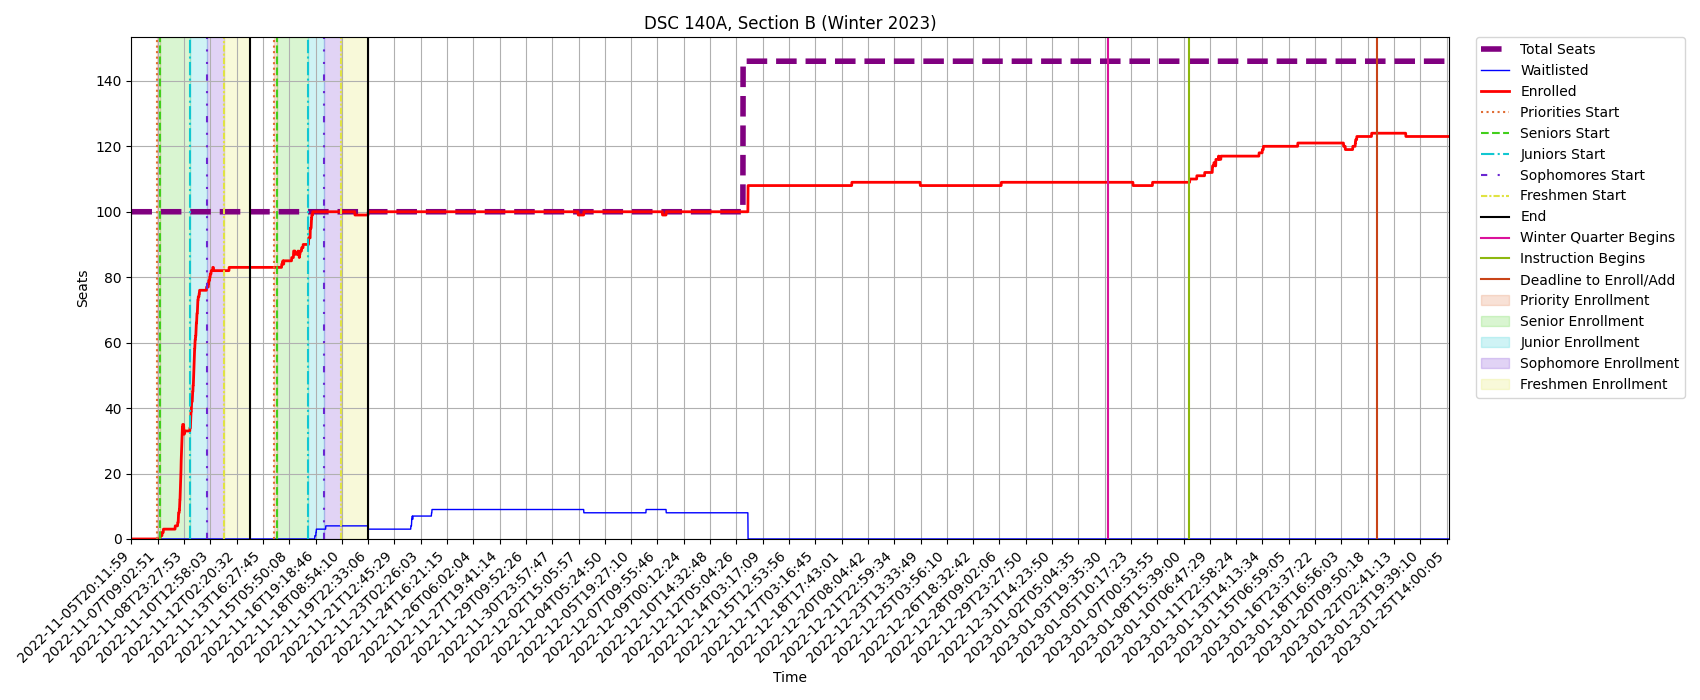 DSC 140A, Section B (Winter 2023)
Seats
140
120
100
80
60
40
20
0
2022-11-05T20:11:59
2022-11-07T09:02:51
2022-11-08T23:27:53
2022-11-10T12:58:03
2022-11-12T02:20:32
2022-11-13T16:27:45
2022-11-15T05:50:08
2022-11-16T19:18:46
2022-11-18T08:54:10
2022-11-19T22:33:06
2022-11-21T12:45:29
2022-11-23T02:26:03
2022-11-24T16:21:15
2022-11-26T06:02:04
2022-11-27T19:41:14
2022-11-29T09:52:26
2022-11-30T23:57:47
2022-12-02T15:05:57
2022-12-04T05:24:50
2022-12-05T19:27:10
2022-12-07T09:55:46
2022-12-09T00:12:24
2022-12-10T14:32:48
2022-12-12T05:04:26
2022-12-14T03:17:09
2022-12-15T12:53:56
2022-12-17T03:16:45
2022-12-18T17:43:01
2022-12-20T08:04:42
2022-12-21T22:59:34
2022-12-23T13:33:49
2022-12-25T03:56:10
2022-12-26T18:32:42
2022-12-28T09:02:06
2022-12-29T23:27:50
2022-12-31T14:23:50
2023-01-02T05:04:35
2023-01-03T19:35:30
2023-01-05T10:17:23
2023-01-07T00:53:55
2023-01-08T15:39:00
2023-01-10T06:47:29
2023-01-11T22:58:24
2023-01-13T14:13:34
2023-01-15T06:59:05
2023-01-16T23:37:22
2023-01-18T16:56:03
2023-01-20T09:50:18
2023-01-22T02:41:13
2023-01-23T19:39:10
2023-01-25T14:00:05
Time
Total Seats
Waitlisted
Enrolled
Priorities Start
Seniors Start
Juniors Start
Sophomores Start
Freshmen Start
End
Winter Quarter Begins
Instruction Begins
Deadline to Enroll/Add
Priority Enrollment
Senior Enrollment
Junior Enrollment
Sophomore Enrollment
Freshmen Enrollment